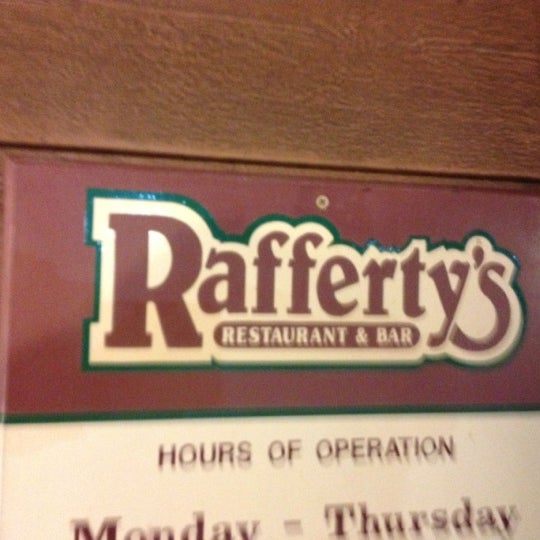 Rafferty's
RESTAURANT & BAR
HOURS OF OPERATION
Monday - Thursday